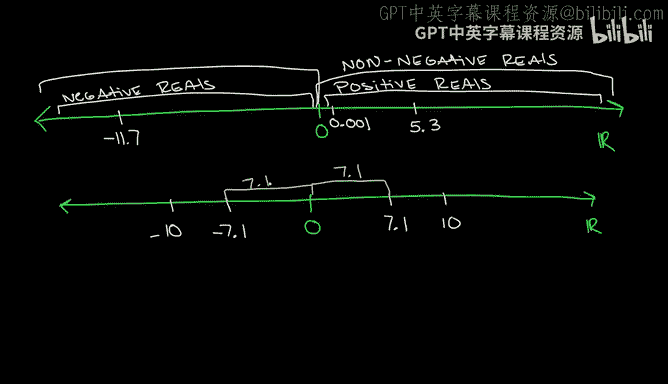 GPT中英字幕课程资源@bilibili.com
GPT中英字幕课程资源 bilibili
NON-NEGATIVE REALS
NEGATIVE REALS POSITIVE REALS
-11.7 0 0.001 5.3 ℝ
7.1 7.1
-10 -7.1 0 7.1 10 ℝ